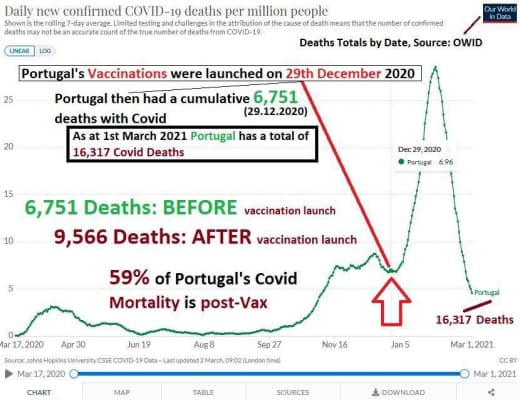 Daily new confirmed COVID-19 deaths per million people
Our World
in Data
Shown is the rolling 7-day average. Limited testing and challenges in the attribution of the cause of death means that the number of confirmed
deaths may not be an accurate count of the true number of deaths from COVID-19.
LINEAR LOG
Deaths Totals by Date, Source: OWID
Portugal's Vaccinations were launched on 29th December 2020
Portugal then had a cumulative 6,751
deaths with Covid (29.12.2020)
As at 1st March 2021 Portugal has a total of
16,317 Covid Deaths
Dec 29, 2020
Portugal 6.96
6,751 Deaths: BEFORE vaccination launch
9,566 Deaths: AFTER vaccination launch
59% of Portugal's Covid
Mortality is post-Vax
25
20
15
10
5
0
Portugal
16,317 Deaths
Mar 17, 2020 Apr 30 Jun 19 Aug 8 Sep 27 Nov 16 Jan 5 Mar 1, 2021
Source: Johns Hopkins University CSSE COVID-19 Data – Last updated 2 March, 09:02 (London time)
CC BY
Mar 17, 2020 Mar 1, 2021
CHART MAP TABLE SOURCES DOWNLOAD